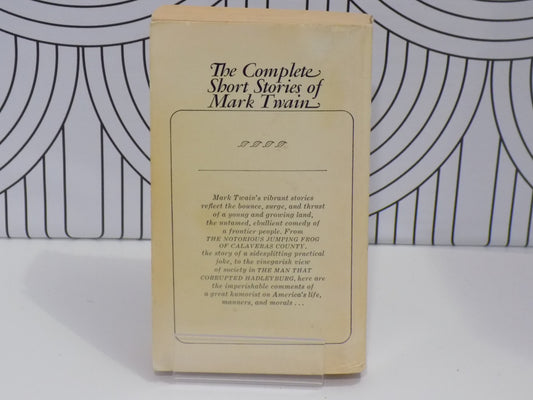 The Complete
Short Stories of
Mark Twain
Mark Twain's vibrant stories
reflect the bounce, surge, and thrust
of a young and growing land,
the untamed, ebullient comedy of
a frontier people. From
THE NOTORIOUS JUMPING FROG
OF CALAVERAS COUNTY,
the story of a sidesplitting practical
joke, to the vinegarish view
of society in THE MAN THAT
CORRUPTED HADLEYBURG, here are
the imperishable comments of
a great humorist on America's life,
manners, and morals . . .